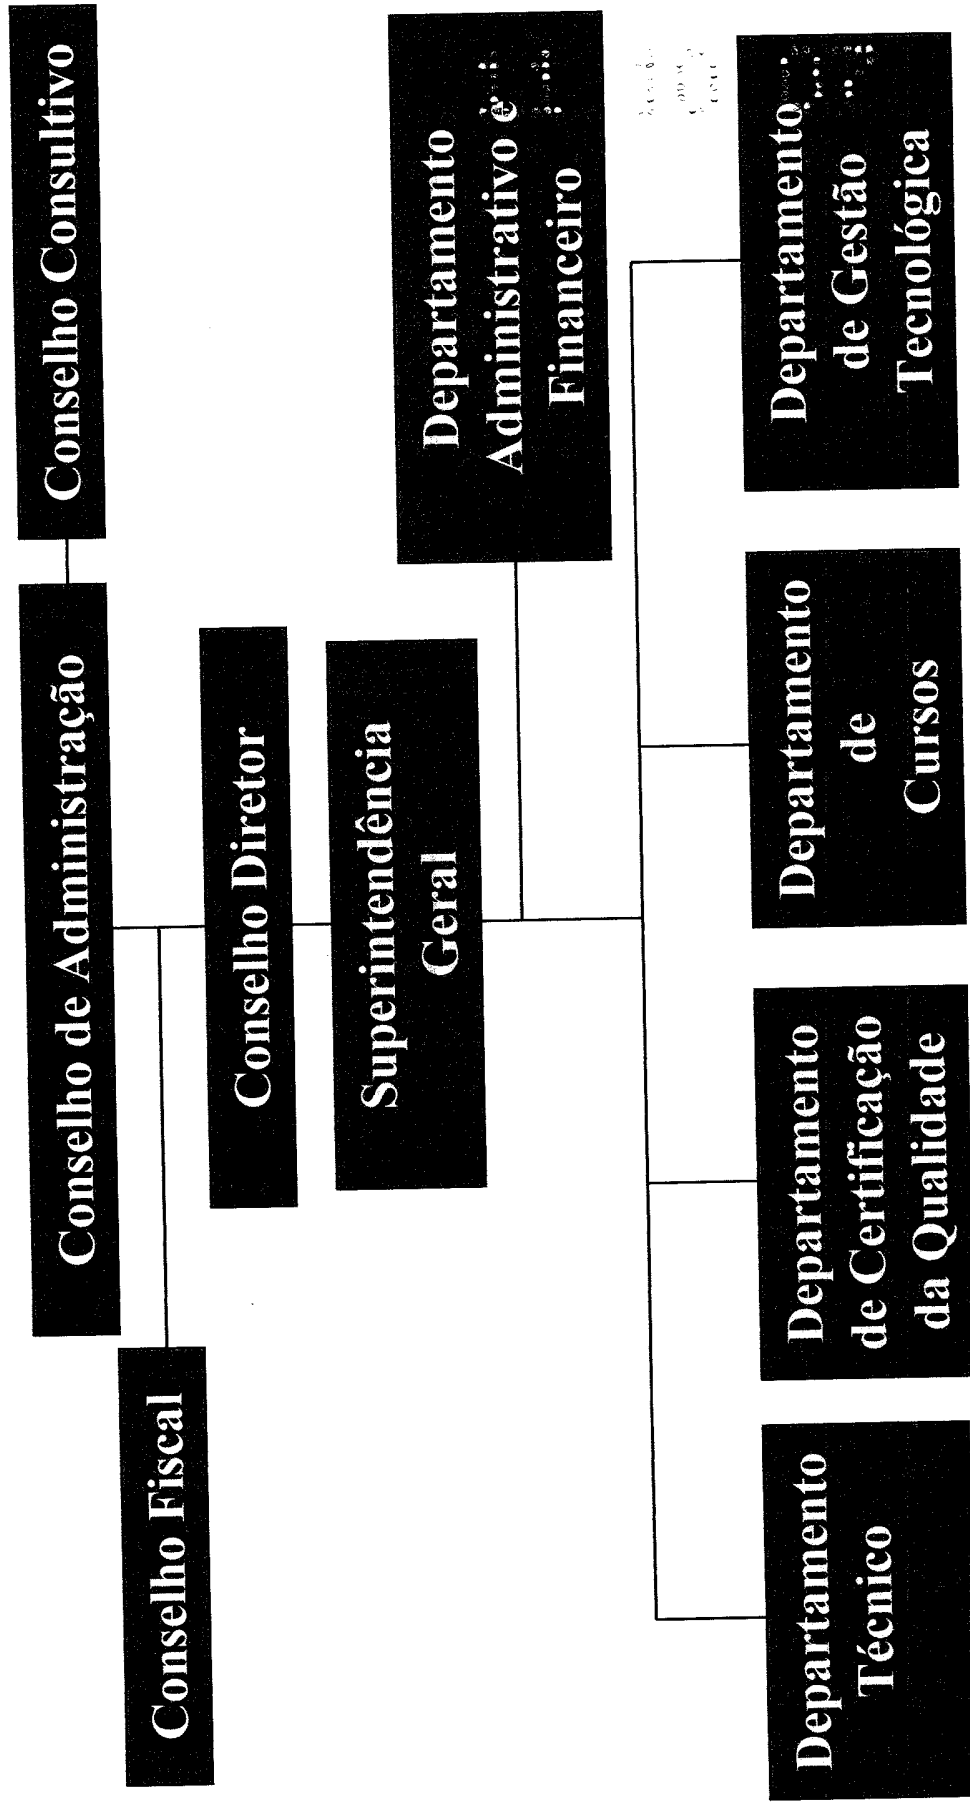 Conselho de Administração
Conselho Consultivo
Conselho Fiscal
Conselho Diretor
Superintendência
Geral
Departamento
Administrativo e
Financeiro
Departamento
Técnico
Departamento
de Certificação
da Qualidade
Departamento
de
Cursos
Departamento
de Gestão
Tecnológica